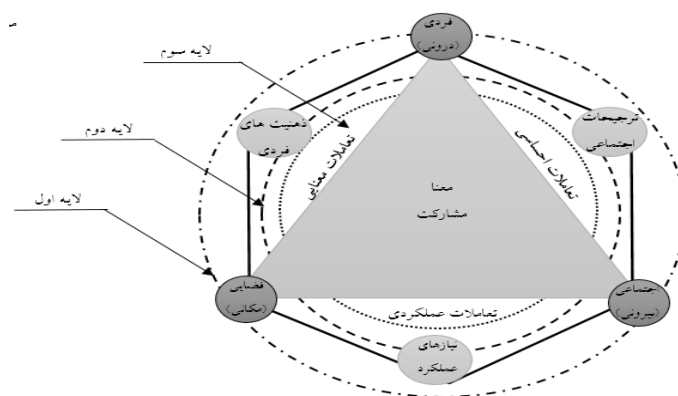 فردی
(درونی)
لایه سوم
ترجیحات
اجتماعی
ذهنیت های
فردی
لایه دوم
تعاملات احساسی
تعاملات معنایی
معنا
مشارکت
لایه اول
فضایی
(مکانی)
اجتماعی
(بیرونی)
تعاملات عملکردی
نیازهای
عملکرد